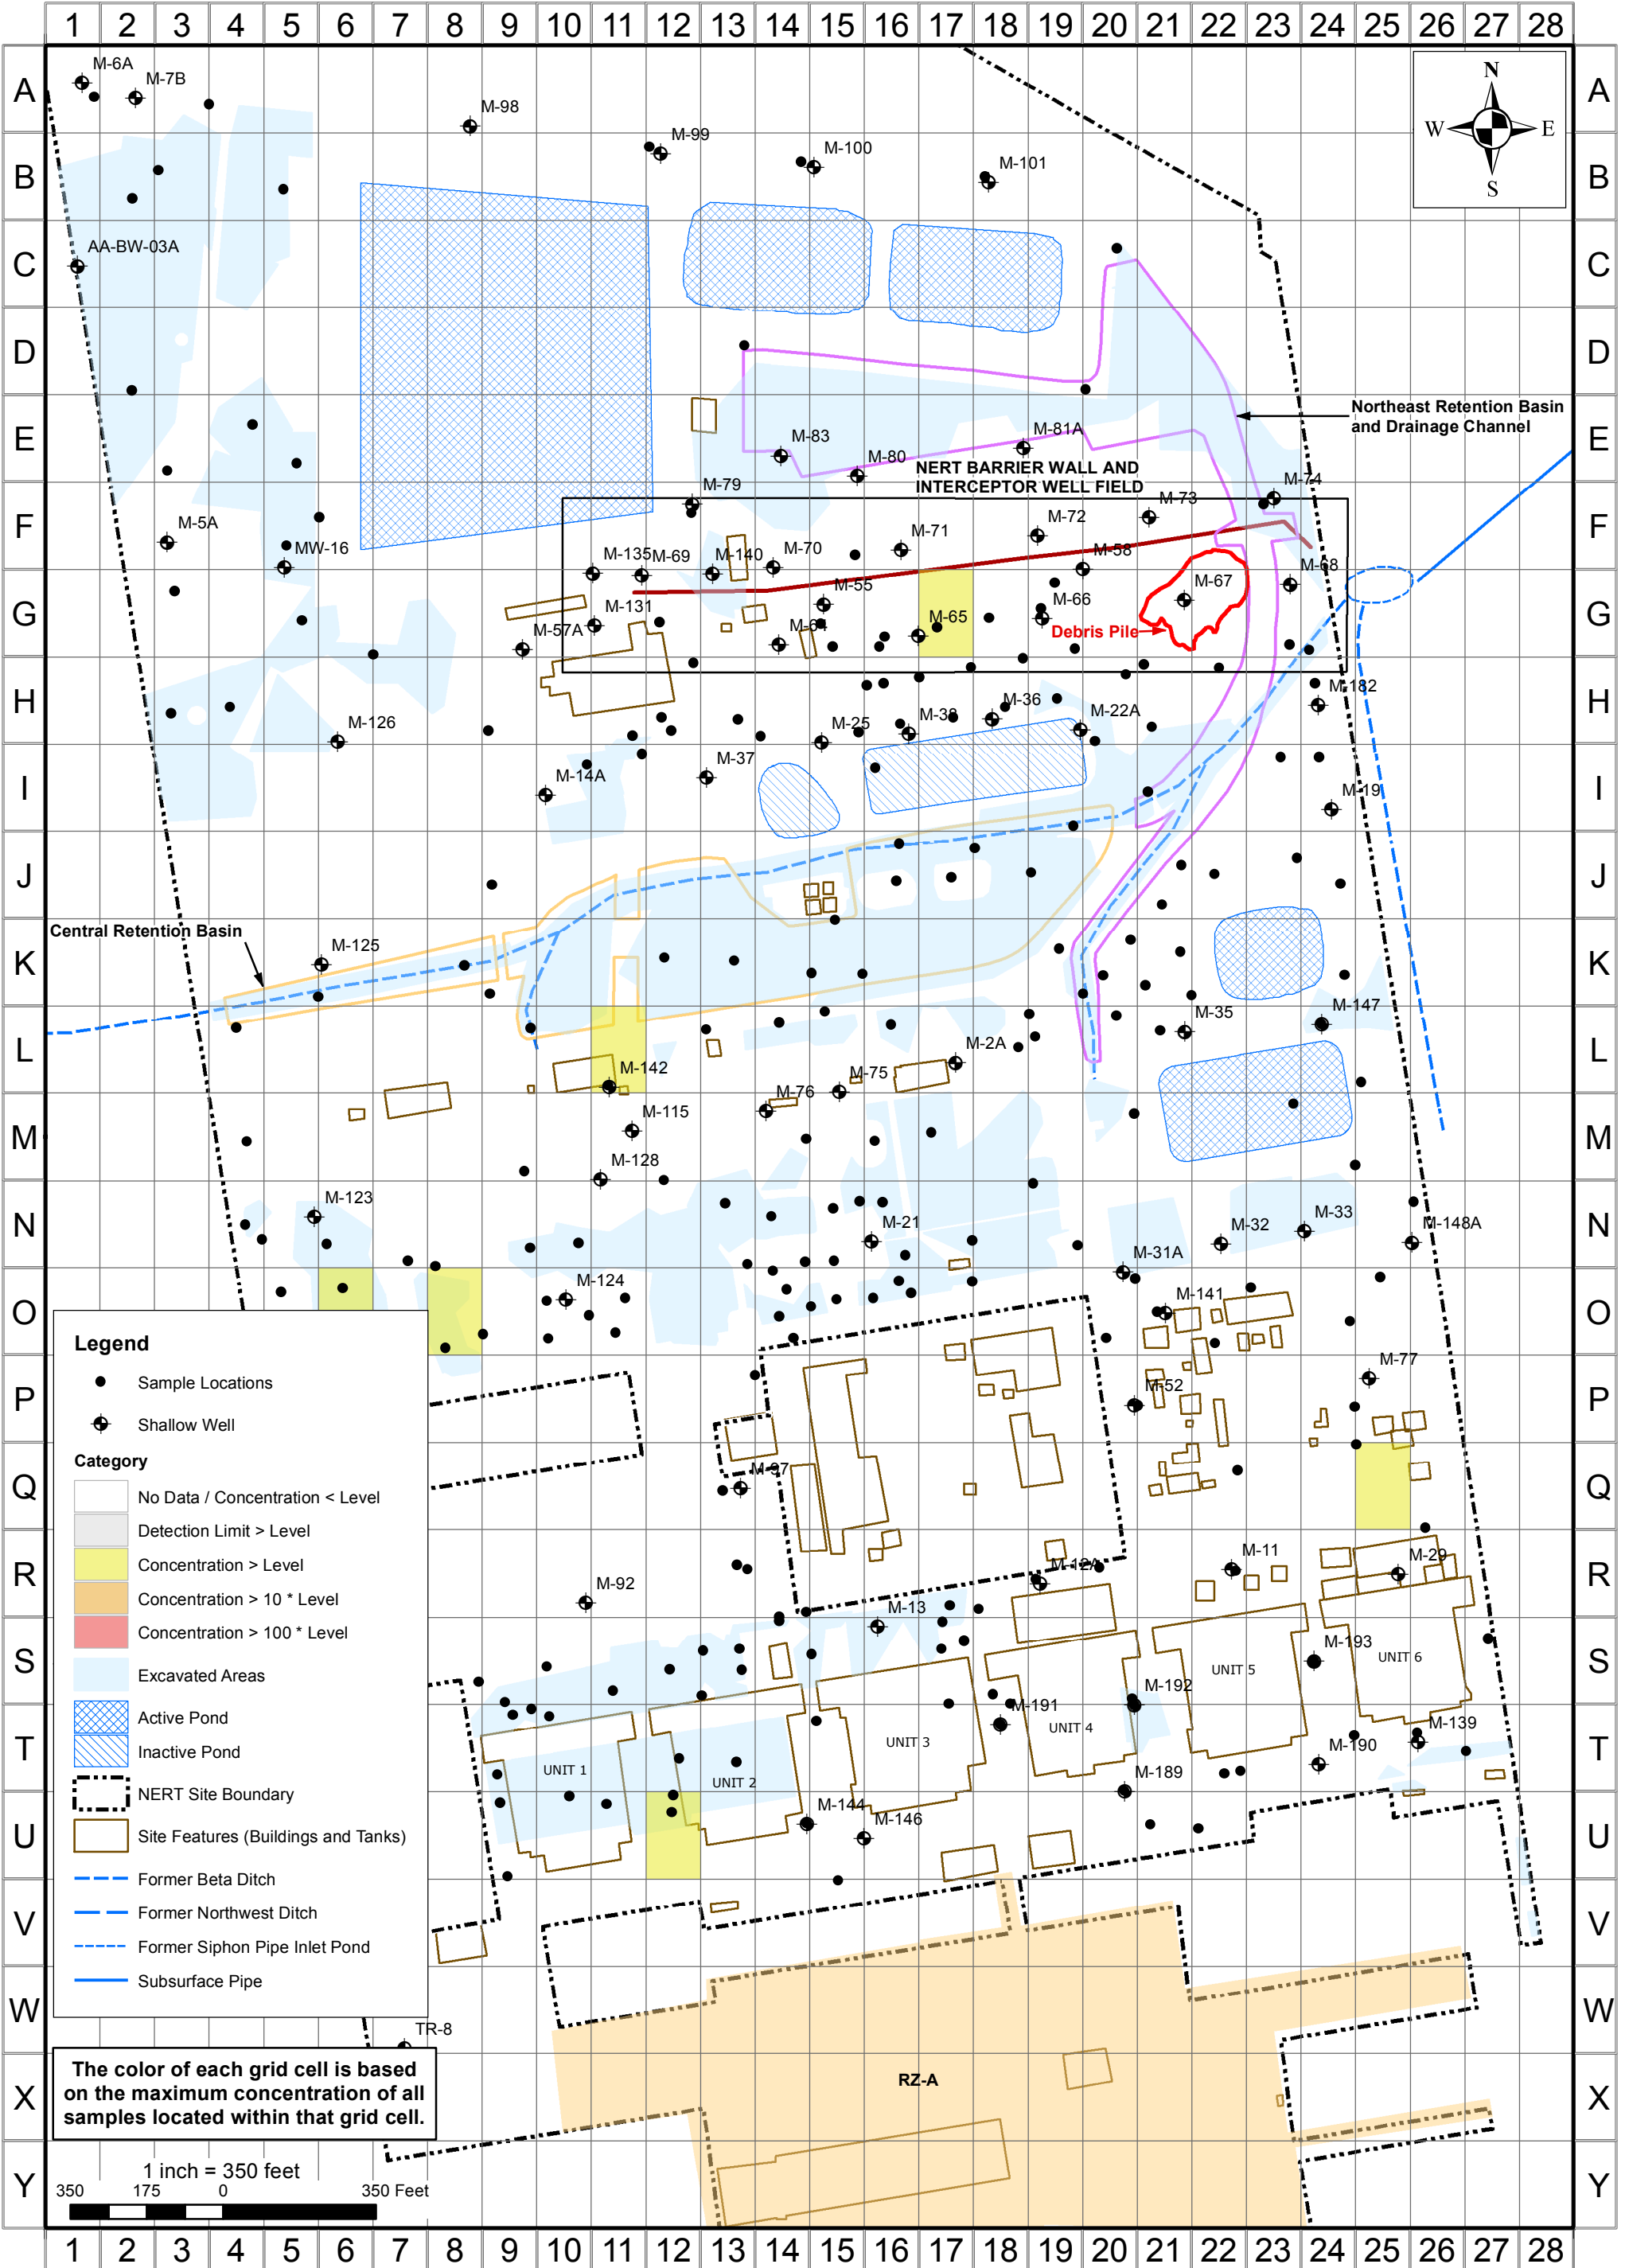 1 2 3 4 5 6 7 8 9 10 11 12 13 14 15 16 17 18 19 20 21 22 23 24 25 26 27 28
A M-6A M-7B M-98 A
N
W E
S
M-99 M-100 M-101
B B
AA-BW-03A
C C
D D
Northeast Retention Basin
and Drainage Channel
E M-83 M-81A E
M-80
NERT BARRIER WALL AND
INTERCEPTOR WELL FIELD
M-79 M-74
M-73
F M-5A M-71 M-72 F
MW-16 M-135 M-69 M-140 M-70 M-58
M-68
M-55 M-67
G M-131 M-65 M-66 G
M-57A M-64 Debris Pile
M-182
H M-126 M-25 M-38 M-36 M-22A H
M-37
I M-14A M-19 I
J J
Central Retention Basin
K M-125 K
M-147
M-35
L M-2A L
M-142 M-75
M-76
M M-115 M
M-128
M-123
N M-21 M-32 M-33 M-148A N
M-31A
M-124 M-141
O O
Legend
Sample Locations
Shallow Well
Category
No Data / Concentration < Level
Detection Limit > Level
Concentration > Level
Concentration > 10 * Level
Concentration > 100 * Level
Excavated Areas
Active Pond
Inactive Pond
NERT Site Boundary
Site Features (Buildings and Tanks)
Former Beta Ditch
Former Northwest Ditch
Former Siphon Pipe Inlet Pond
Subsurface Pipe
M-77
P M-52 P
M-97
Q Q
M-11
R M-12A M-29 R
M-92
M-13
M-193
S UNIT 5 UNIT 6 S
M-192
M-191
T UNIT 3 UNIT 4 M-139 T
M-190
UNIT 1 UNIT 2 M-189
M-144
U M-146 U
V V
W W
TR-8
The color of each grid cell is based
on the maximum concentration of all
samples located within that grid cell.
X RZ-A X
1 inch = 350 feet
Y Y
350 175 0 350 Feet
1 2 3 4 5 6 7 8 9 10 11 12 13 14 15 16 17 18 19 20 21 22 23 24 25 26 27 28